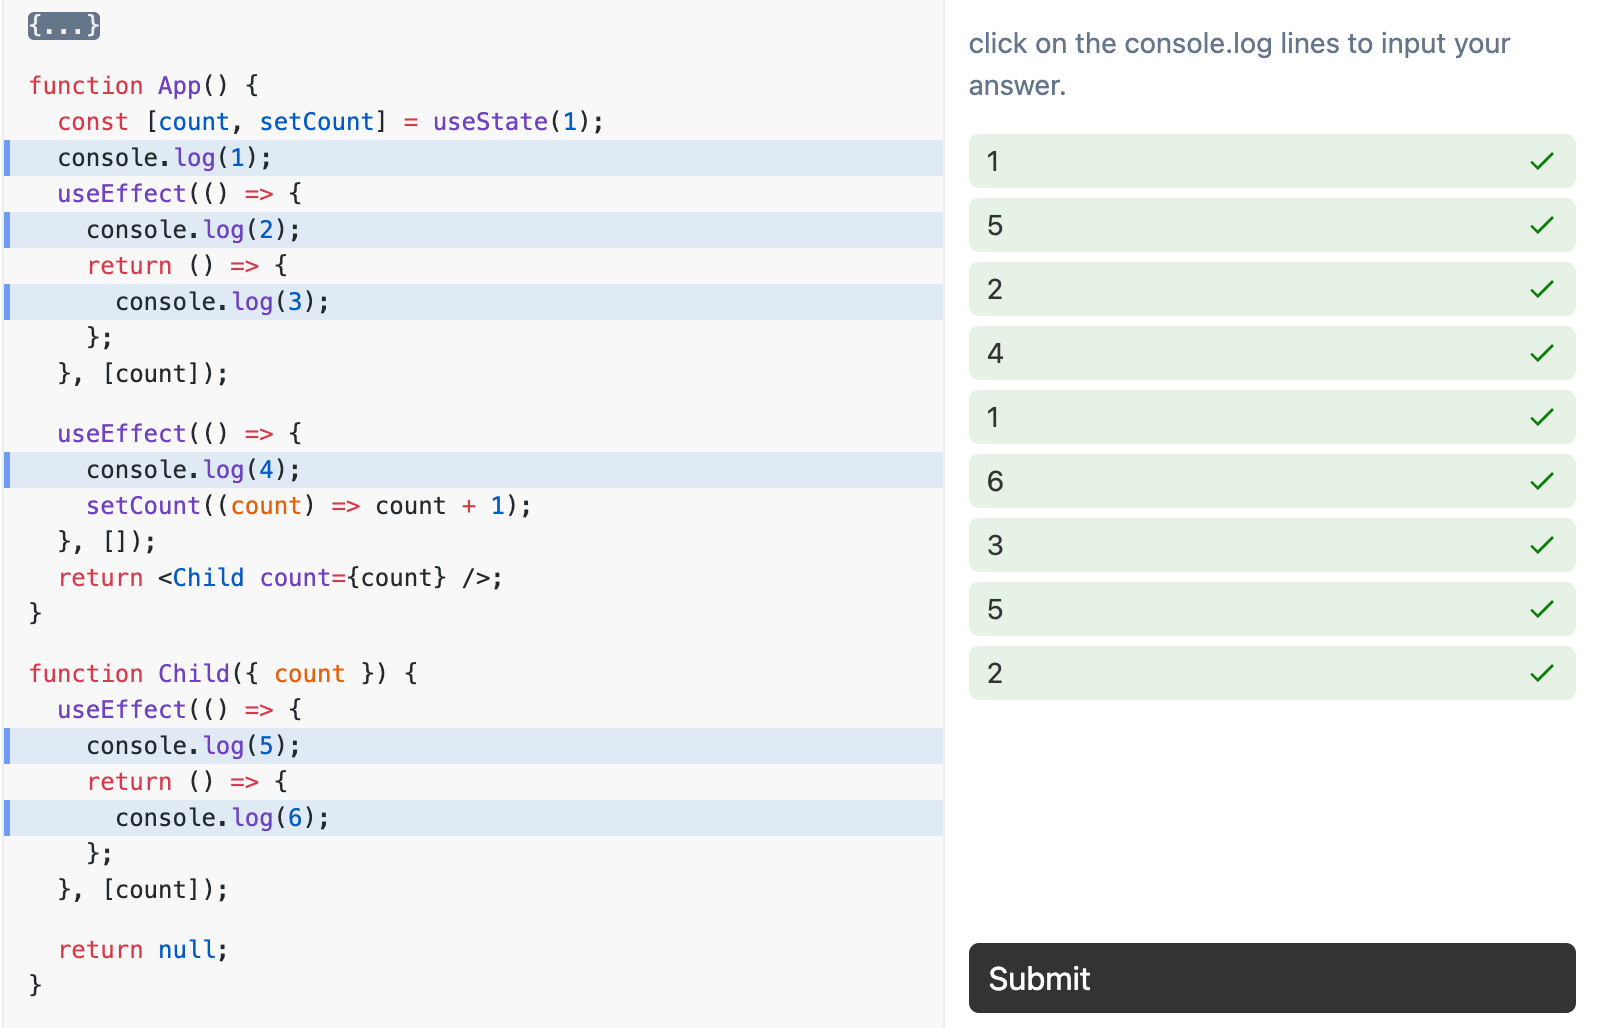 {...}
function App() {
  const [count, setCount] = useState(1);
  console.log(1);
  useEffect(() => {
    console.log(2);
    return () => {
      console.log(3);
    };
  }, [count]);

  useEffect(() => {
    console.log(4);
    setCount((count) => count + 1);
  }, []);
  return <Child count={count} />;
}

function Child({ count }) {
  useEffect(() => {
    console.log(5);
    return () => {
      console.log(6);
    };
  }, [count]);

  return null;
}
click on the console.log lines to input your
answer.
1
5
2
4
1
6
3
5
2
Submit